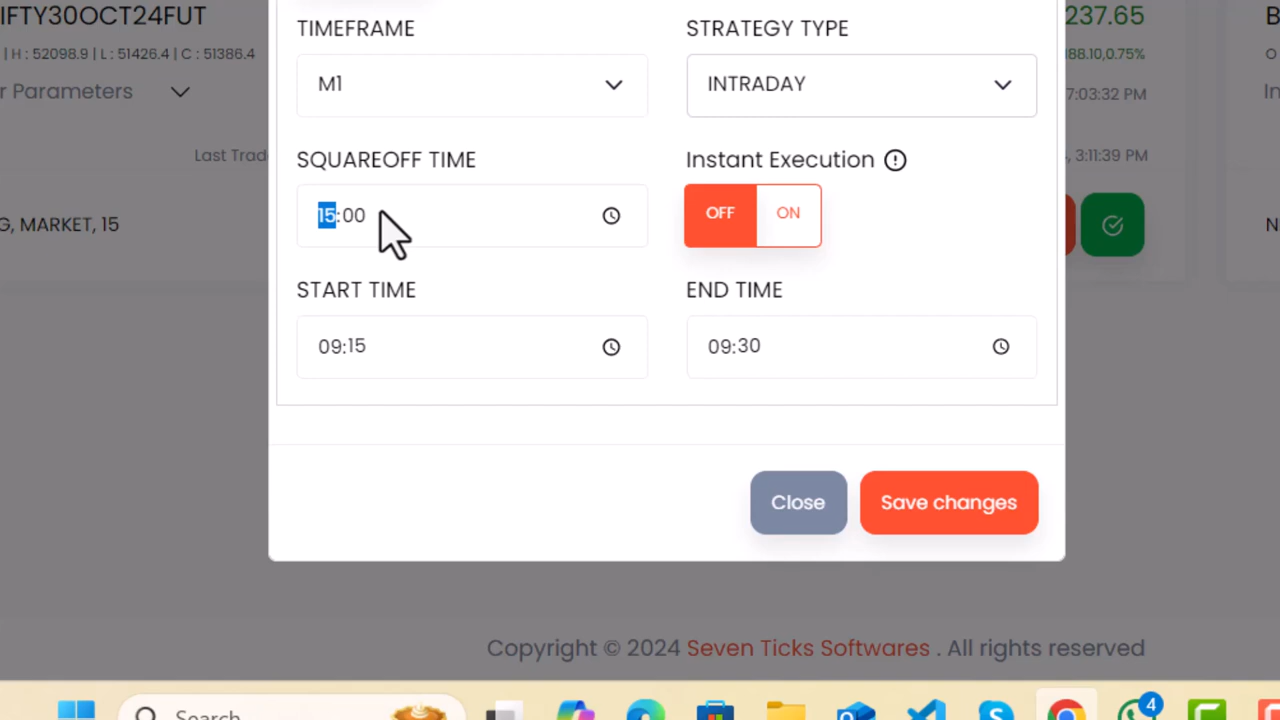 IFTY30OCT24FUT
| H : 52098.9 | L : 51426.4 | C : 51386.4
r Parameters
Last Trad
G, MARKET, 15
TIMEFRAME
M1
STRATEGY TYPE
INTRADAY
SQUAREOFF TIME
15:00
Instant Execution
OFF
ON
START TIME
09:15
END TIME
09:30
Close
Save changes
237.65
88.10,0.75%
7:03:32 PM
, 3:11:39 PM
B
O
In
N
Copyright © 2024 Seven Ticks Softwares . All rights reserved
Search
4